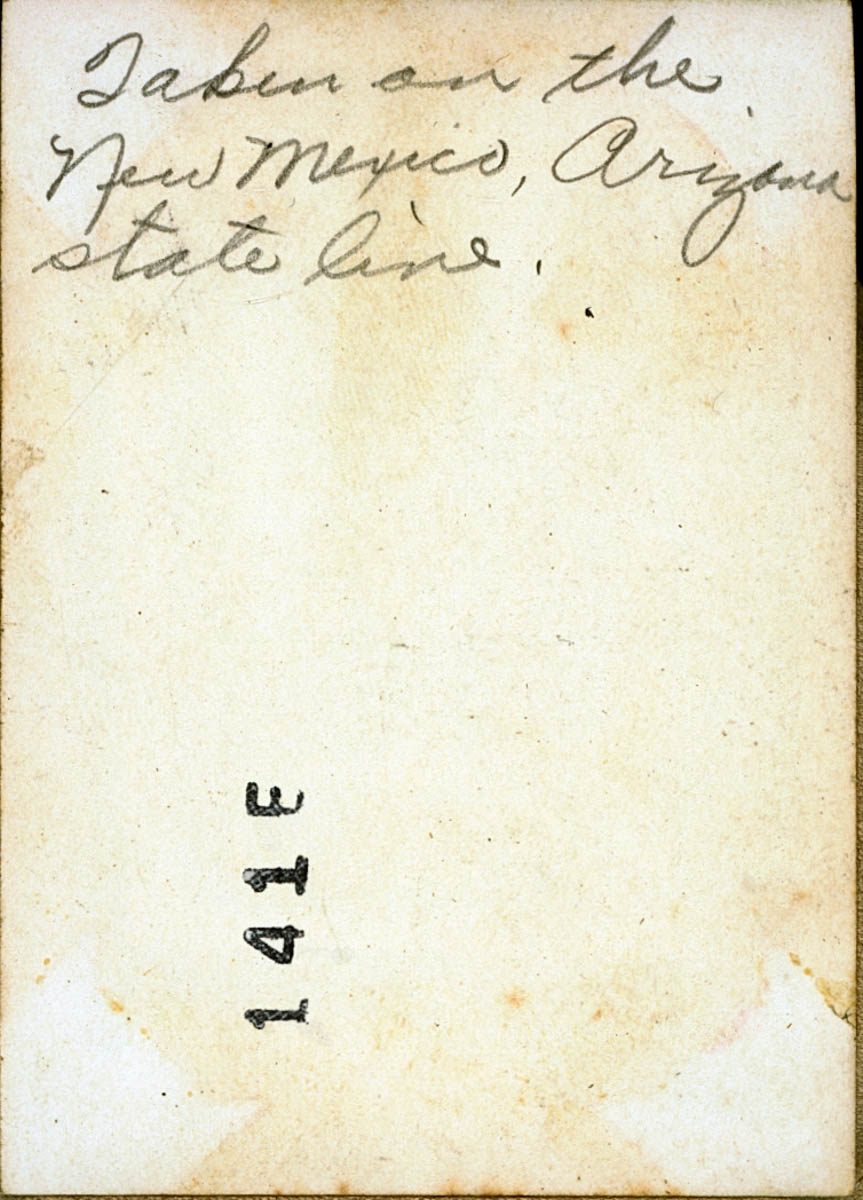 Taken on the
New Mexico, Arizona
state line.
141E